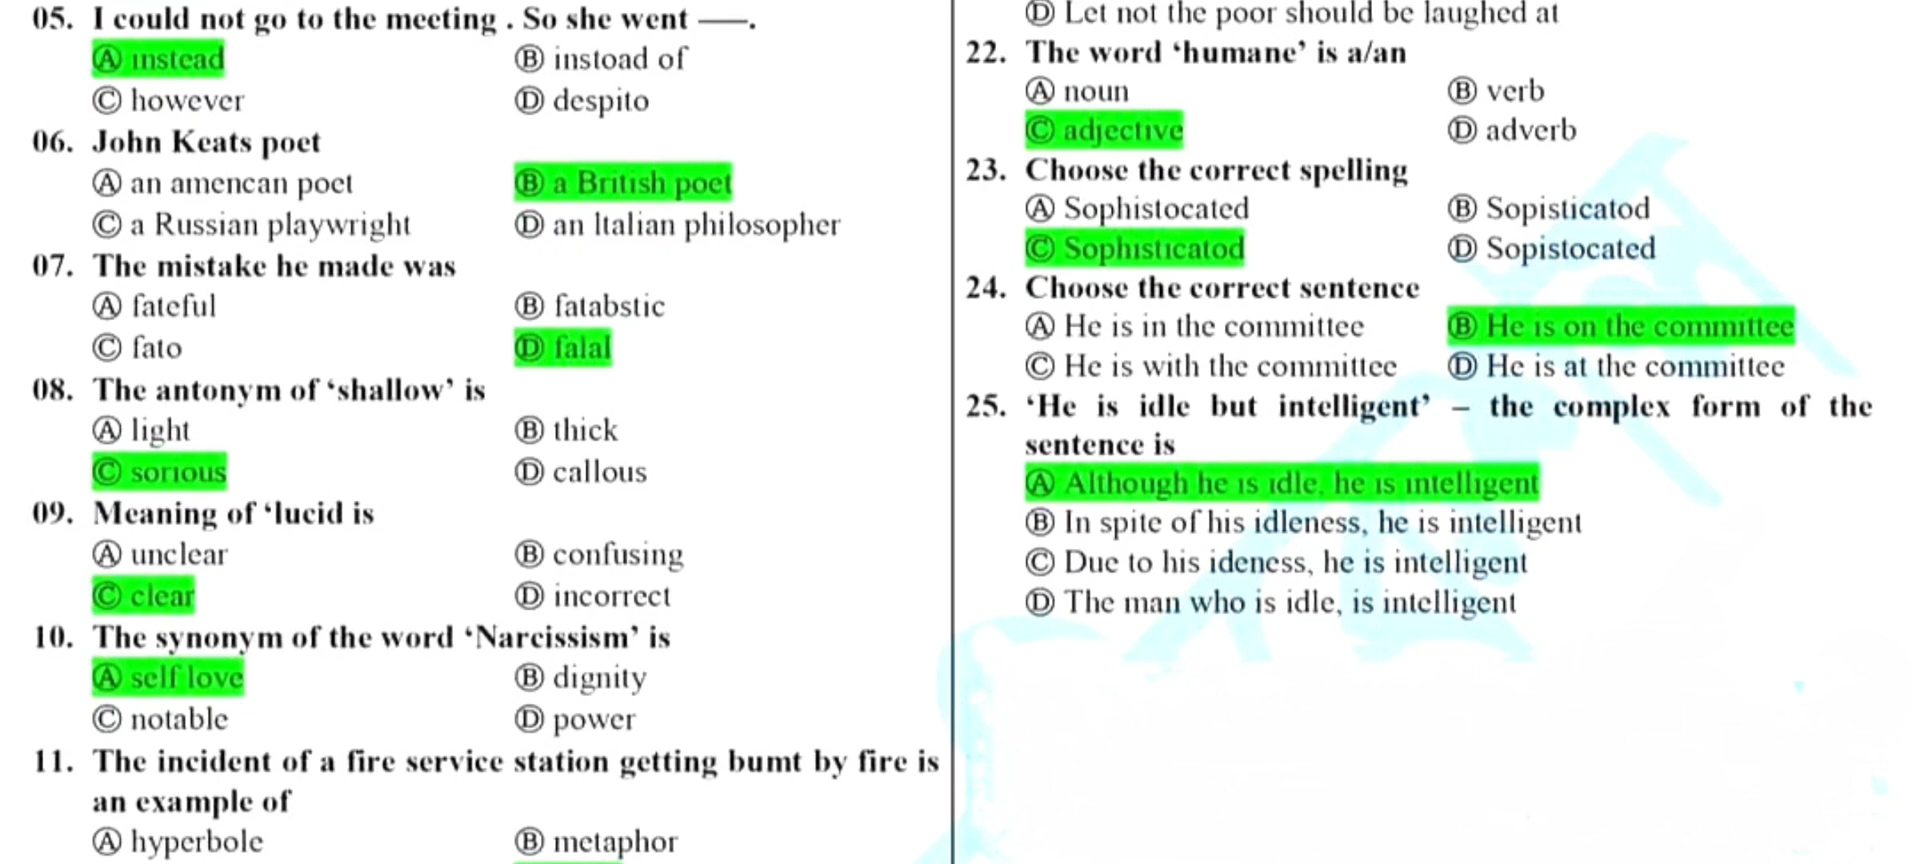 05. I could not go to the meeting . So she went ——.
Ⓐ instead Ⓑ instoad of
Ⓒ however Ⓓ despito
06. John Keats poet
Ⓐ an amencan poet Ⓑ a British poet
Ⓒ a Russian playwright Ⓓ an Italian philosopher
07. The mistake he made was
Ⓐ fateful Ⓑ fatabstic
Ⓒ fato Ⓓ falal
08. The antonym of ‘shallow’ is
Ⓐ light Ⓑ thick
Ⓒ sorious Ⓓ callous
09. Meaning of ‘lucid is
Ⓐ unclear Ⓑ confusing
Ⓒ clear Ⓓ incorrect
10. The synonym of the word ‘Narcissism’ is
Ⓐ self love Ⓑ dignity
Ⓒ notable Ⓓ power
11. The incident of a fire service station getting bumt by fire is
an example of
Ⓐ hyperbole Ⓑ metaphor
Ⓓ Let not the poor should be laughed at
22. The word ‘humane’ is a/an
Ⓐ noun Ⓑ verb
Ⓒ adjective Ⓓ adverb
23. Choose the correct spelling
Ⓐ Sophistocated Ⓑ Sopisticatod
Ⓒ Sophisticatod Ⓓ Sopistocated
24. Choose the correct sentence
Ⓐ He is in the committee Ⓑ He is on the committee
Ⓒ He is with the committee Ⓓ He is at the committee
25. ‘He is idle but intelligent’ – the complex form of the
sentence is
Ⓐ Although he is idle, he is intelligent
Ⓑ In spite of his idleness, he is intelligent
Ⓒ Due to his ideness, he is intelligent
Ⓓ The man who is idle, is intelligent